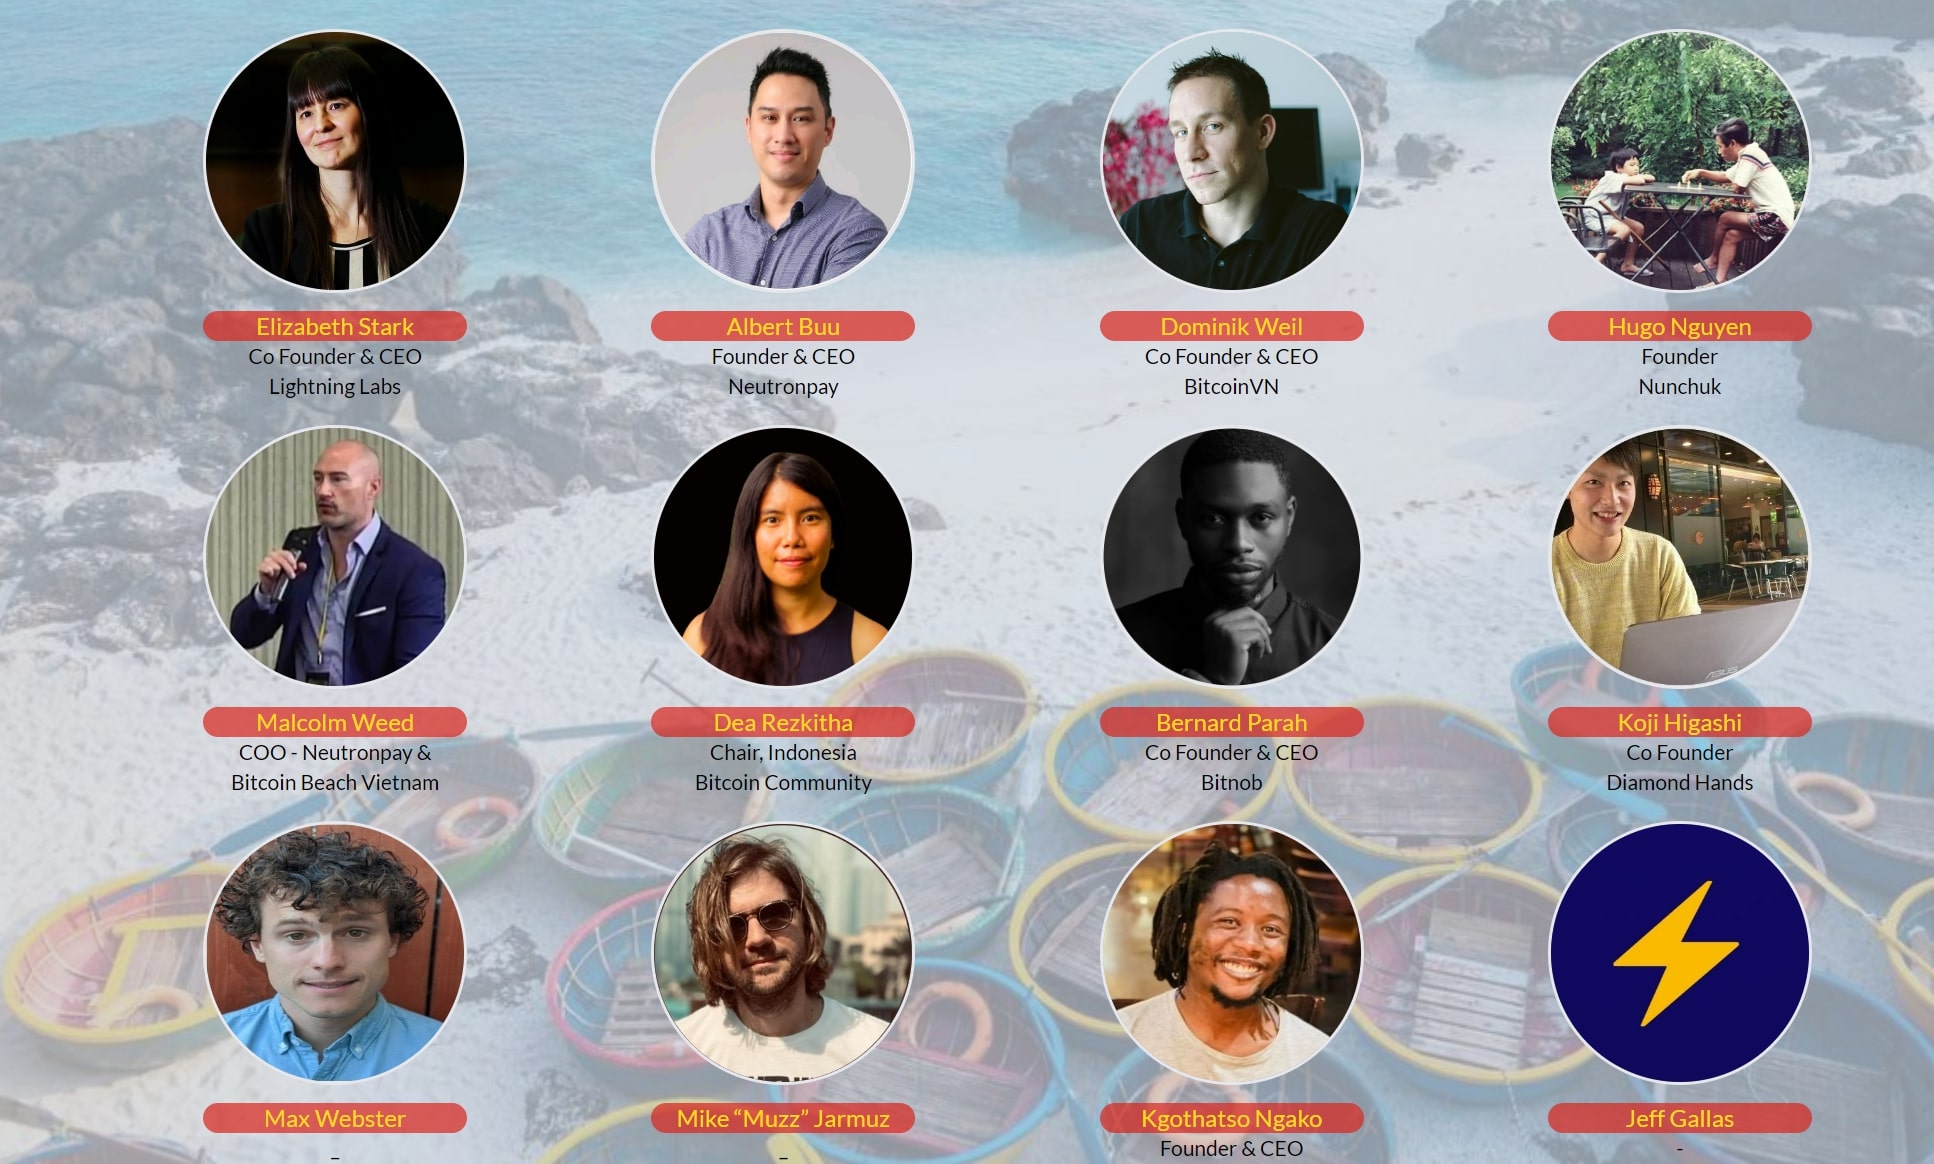 Elizabeth Stark
Co Founder & CEO
Lightning Labs
Albert Buu
Founder & CEO
Neutronpay
Dominik Weil
Co Founder & CEO
BitcoinVN
Hugo Nguyen
Founder
Nunchuk
Malcolm Weed
COO - Neutronpay &
Bitcoin Beach Vietnam
Dea Rezkitha
Chair, Indonesia
Bitcoin Community
Bernard Parah
Co Founder & CEO
Bitnob
Koji Higashi
Co Founder
Diamond Hands
ASUS
Max Webster
–
Mike “Muzz” Jarmuz
–
Kgothatso Ngako
Founder & CEO
Jeff Gallas
-